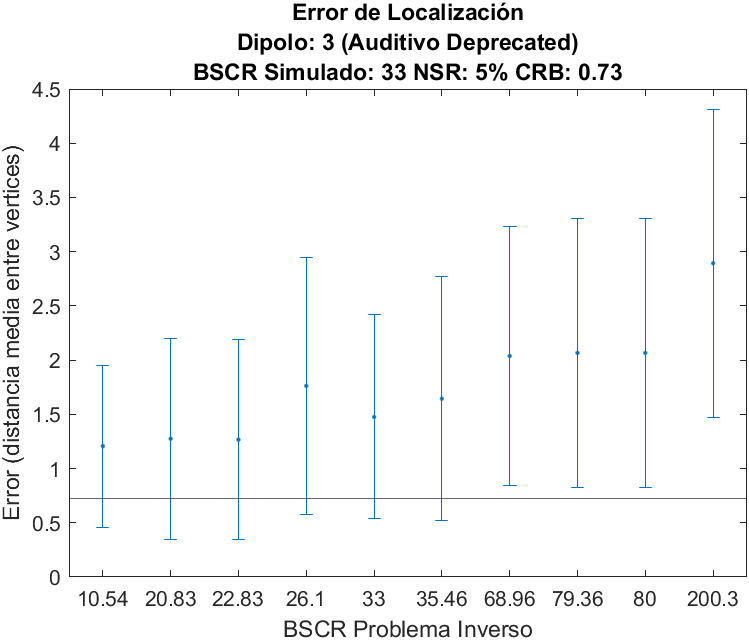 Error de Localización
Dipolo: 3 (Auditivo Deprecated)
BSCR Simulado: 33 NSR: 5% CRB: 0.73
Error (distancia media entre vertices)
4.5
4
3.5
3
2.5
2
1.5
1
0.5
0
10.54 20.83 22.83 26.1 33 35.46 68.96 79.36 80 200.3
BSCR Problema Inverso